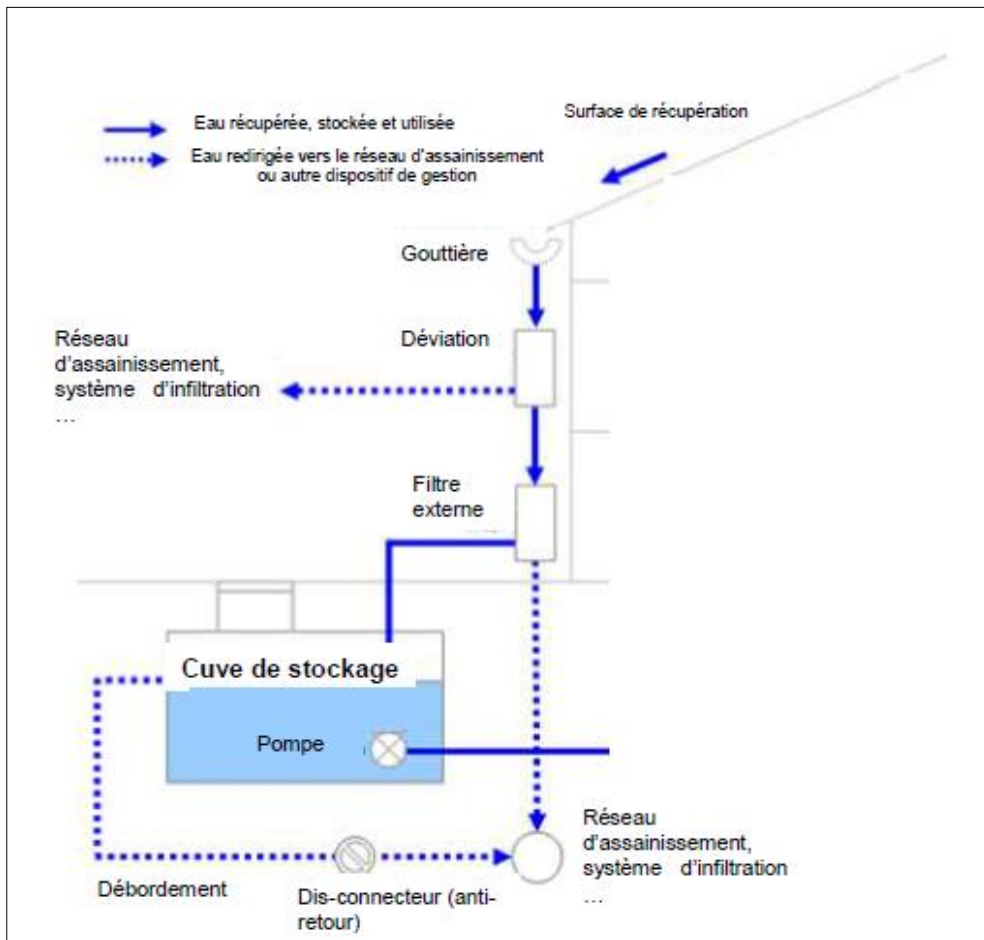 Surface de récupération
Eau récupérée, stockée et utilisée
Eau redirigée vers le réseau d'assainissement
ou autre dispositif de gestion
Gouttière
Déviation
Réseau
d'assainissement,
système d'infiltration
…
Filtre
externe
Cuve de stockage
Pompe
Débordement
Dis-connecteur (anti-
retour)
Réseau
d'assainissement,
système d'infiltration
…